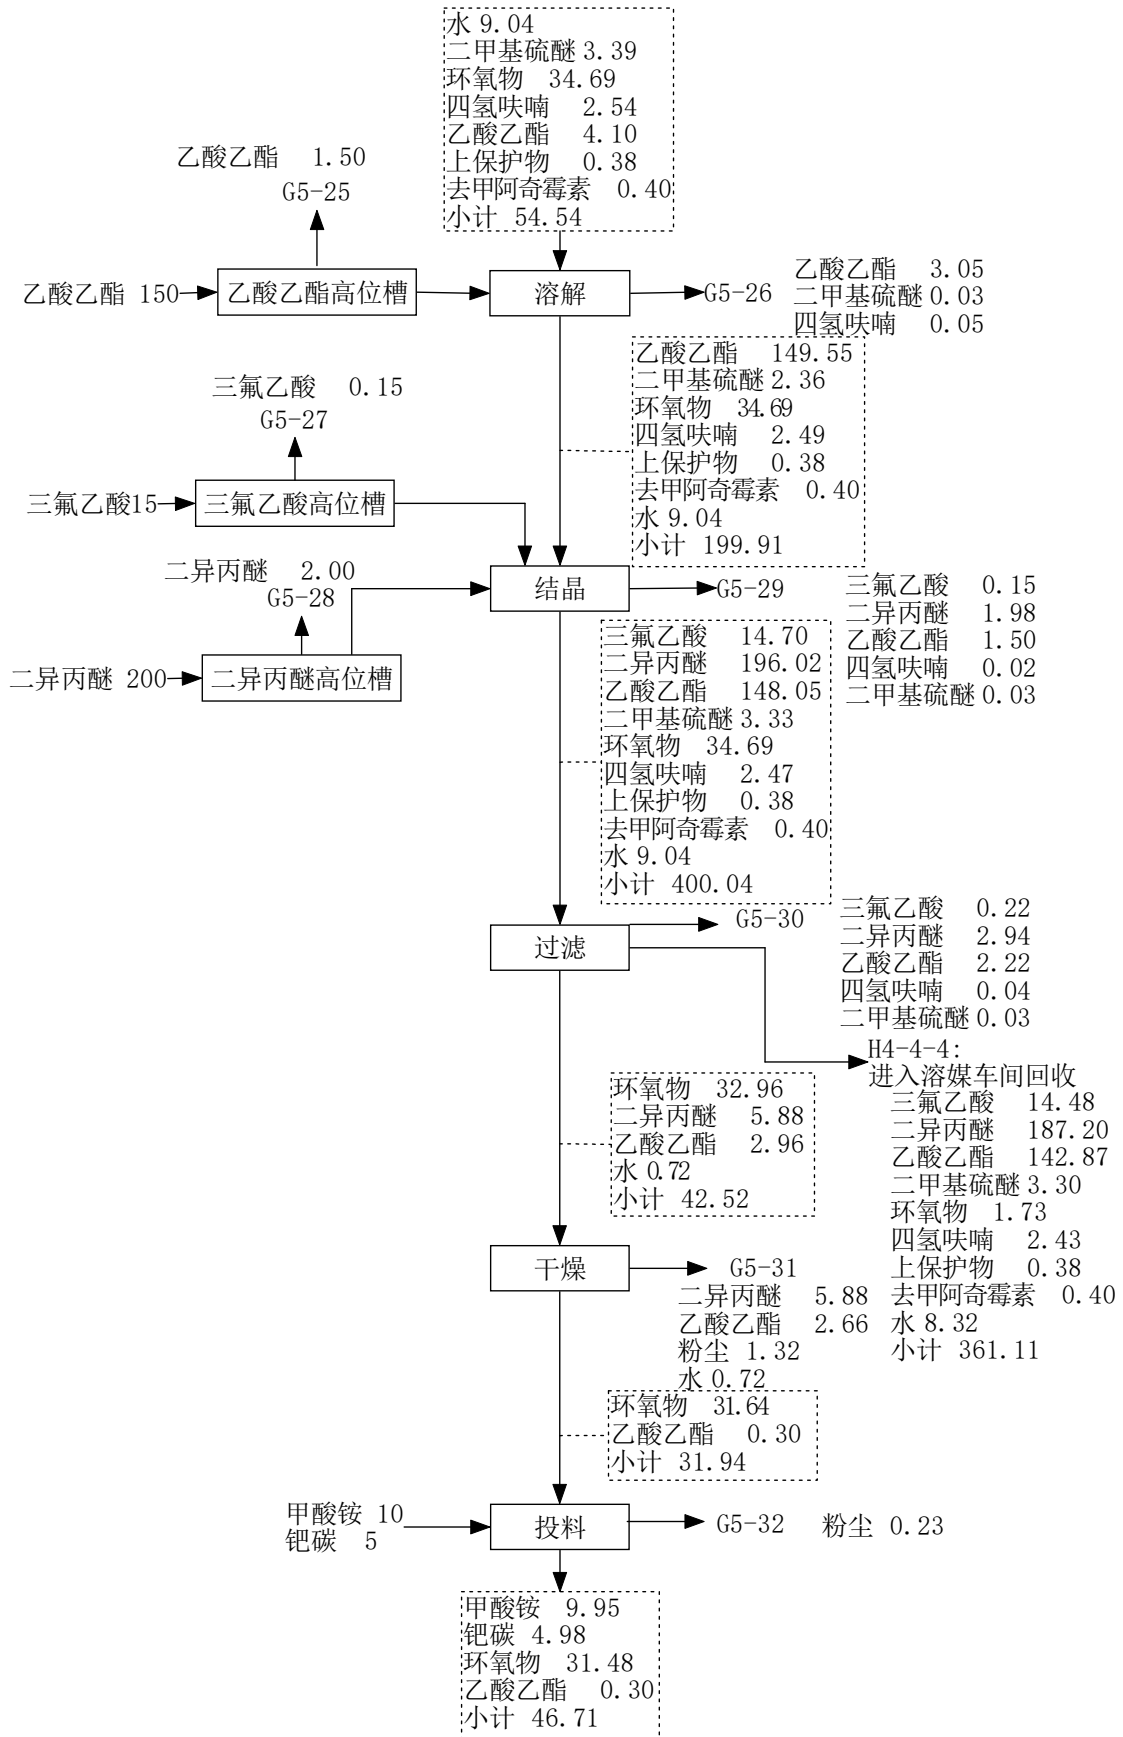 水 9.04
二甲基硫醚 3.39
环氧物 34.69
四氢呋喃 2.54
乙酸乙酯 4.10
上保护物 0.38
去甲阿奇霉素 0.40
小计 54.54
乙酸乙酯 1.50
G5-25
乙酸乙酯 150
乙酸乙酯高位槽
溶解
G5-26
乙酸乙酯 3.05
二甲基硫醚 0.03
四氢呋喃 0.05
乙酸乙酯 149.55
二甲基硫醚 2.36
环氧物 34.69
四氢呋喃 2.49
上保护物 0.38
去甲阿奇霉素 0.40
水 9.04
小计 199.91
三氟乙酸 0.15
G5-27
三氟乙酸15
三氟乙酸高位槽
二异丙醚 2.00
G5-28
二异丙醚 200
二异丙醚高位槽
结晶
G5-29
三氟乙酸 0.15
二异丙醚 1.98
乙酸乙酯 1.50
四氢呋喃 0.02
二甲基硫醚 0.03
三氟乙酸 14.70
二异丙醚 196.02
乙酸乙酯 148.05
二甲基硫醚 3.33
环氧物 34.69
四氢呋喃 2.47
上保护物 0.38
去甲阿奇霉素 0.40
水 9.04
小计 400.04
过滤
G5-30
三氟乙酸 0.22
二异丙醚 2.94
乙酸乙酯 2.22
四氢呋喃 0.04
二甲基硫醚 0.03
H4-4-4:
进入溶媒车间回收
三氟乙酸 14.48
二异丙醚 187.20
乙酸乙酯 142.87
二甲基硫醚 3.30
环氧物 1.73
四氢呋喃 2.43
上保护物 0.38
去甲阿奇霉素 0.40
水 8.32
小计 361.11
环氧物 32.96
二异丙醚 5.88
乙酸乙酯 2.96
水 0.72
小计 42.52
干燥
G5-31
二异丙醚 5.88
乙酸乙酯 2.66
粉尘 1.32
水 0.72
环氧物 31.64
乙酸乙酯 0.30
小计 31.94
甲酸铵 10
钯碳 5
投料
G5-32
粉尘 0.23
甲酸铵 9.95
钯碳 4.98
环氧物 31.48
乙酸乙酯 0.30
小计 46.71